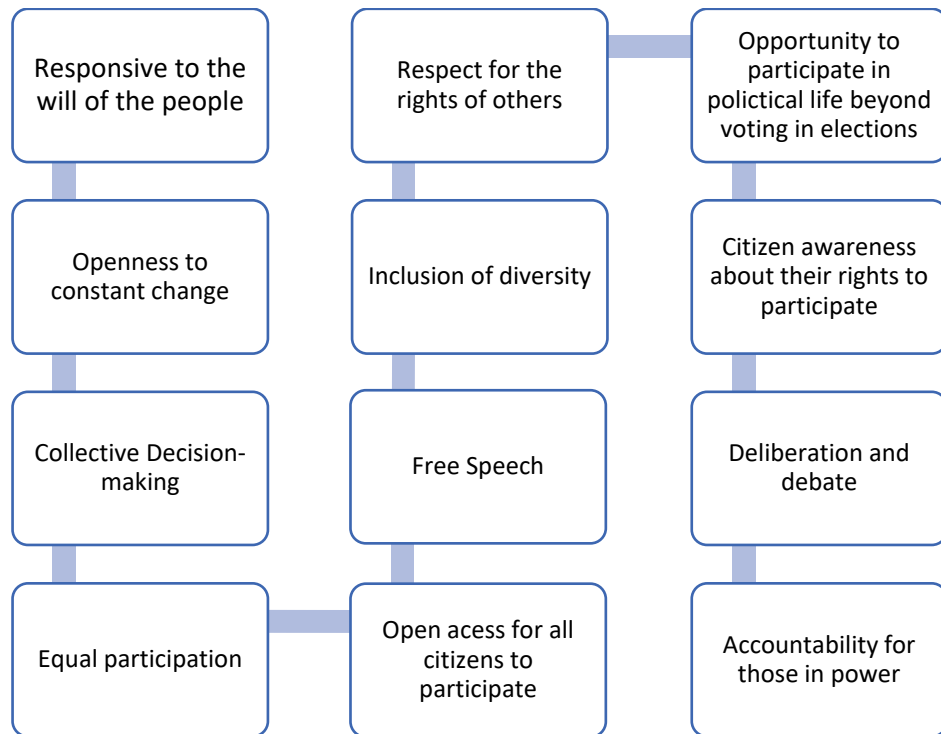 Responsive to the
will of the people
Openness to
constant change
Collective Decision-
making
Equal participation
Open acess for all
citizens to
participate
Free Speech
Inclusion of diversity
Respect for the
rights of others
Opportunity to
participate in
polictical life beyond
voting in elections
Citizen awareness
about their rights to
participate
Deliberation and
debate
Accountability for
those in power